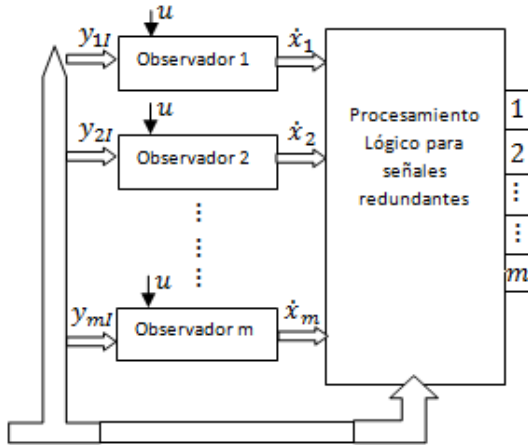 u
y₁I Observador 1 ẋ₁
u
y₂I Observador 2 ẋ₂
⋮
⋮ ⋮
u
yₘI Observador m ẋₘ
Procesamiento
Lógico para
señales
redundantes
1
2
⋮
⋮
m